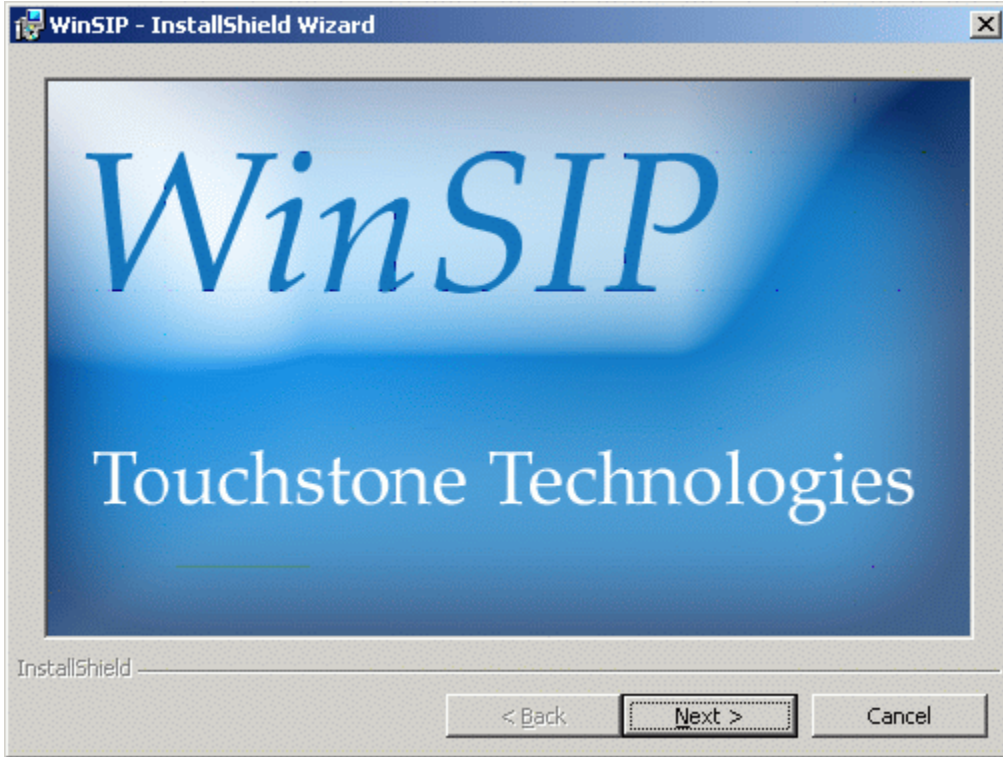 WinSIP - InstallShield Wizard
WinSIP
Touchstone Technologies
InstallShield
< Back Next > Cancel